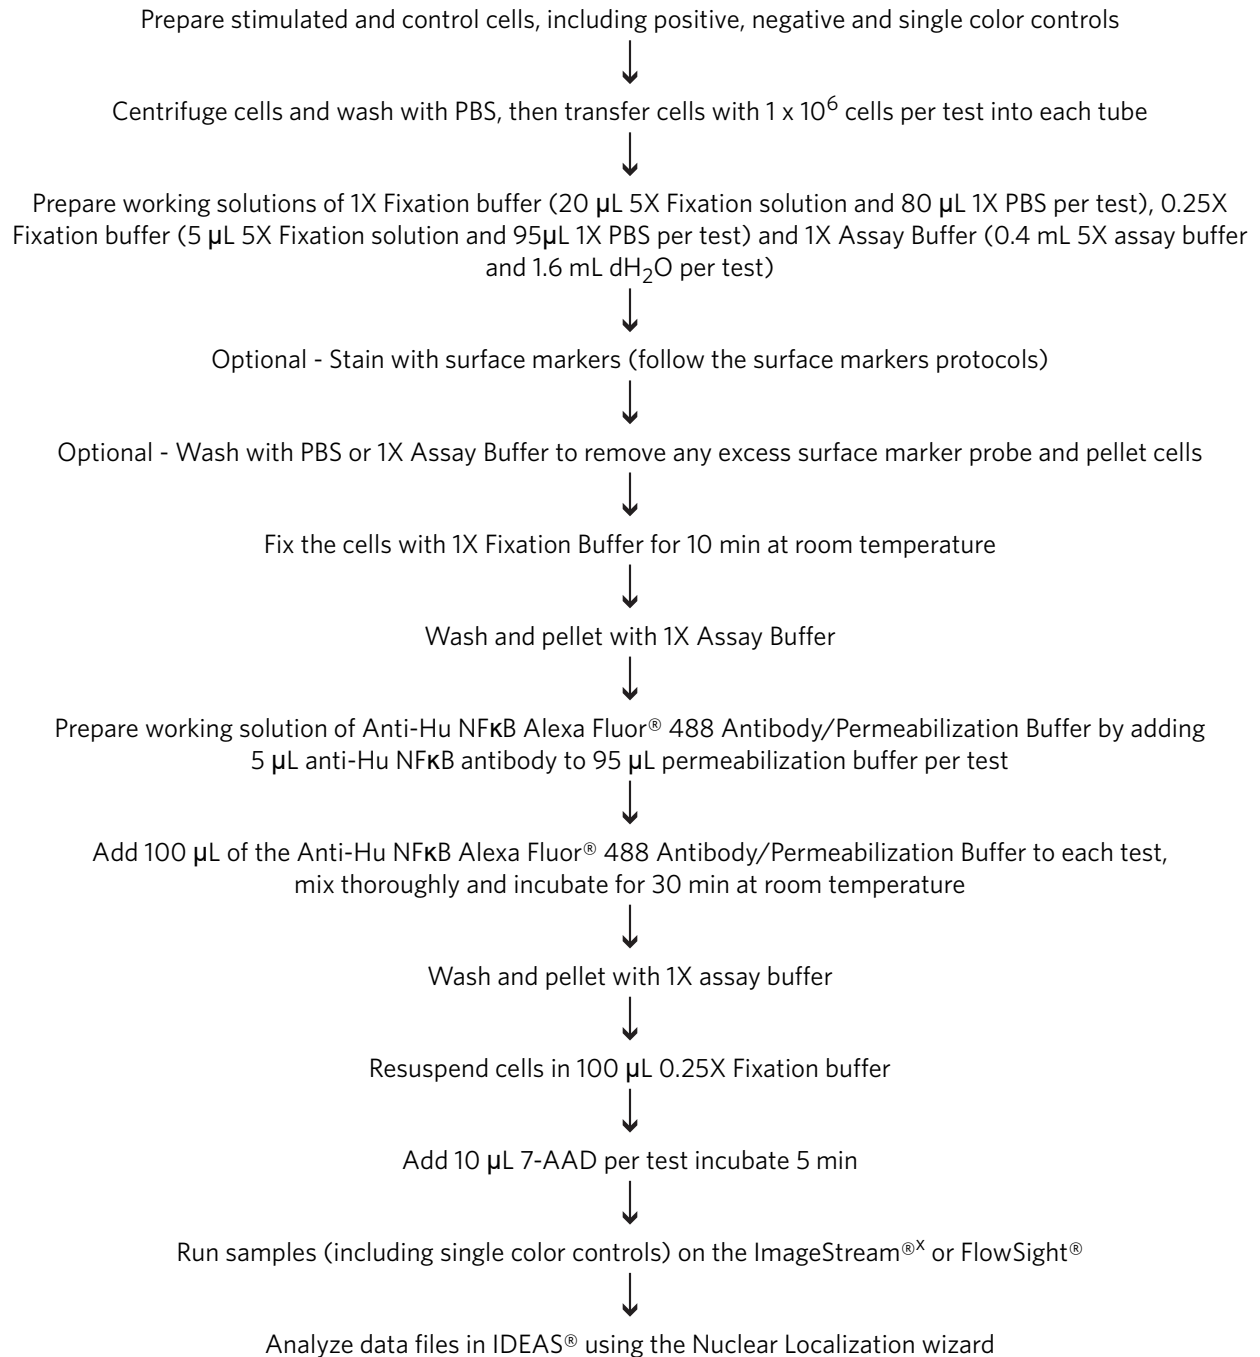 Prepare stimulated and control cells, including positive, negative and single color controls
Centrifuge cells and wash with PBS, then transfer cells with 1 x 10⁶ cells per test into each tube
Prepare working solutions of 1X Fixation buffer (20 µL 5X Fixation solution and 80 µL 1X PBS per test), 0.25X
Fixation buffer (5 µL 5X Fixation solution and 95µL 1X PBS per test) and 1X Assay Buffer (0.4 mL 5X assay buffer
and 1.6 mL dH₂O per test)
Optional - Stain with surface markers (follow the surface markers protocols)
Optional - Wash with PBS or 1X Assay Buffer to remove any excess surface marker probe and pellet cells
Fix the cells with 1X Fixation Buffer for 10 min at room temperature
Wash and pellet with 1X Assay Buffer
Prepare working solution of Anti-Hu NFκB Alexa Fluor® 488 Antibody/Permeabilization Buffer by adding
5 µL anti-Hu NFκB antibody to 95 µL permeabilization buffer per test
Add 100 µL of the Anti-Hu NFκB Alexa Fluor® 488 Antibody/Permeabilization Buffer to each test,
mix thoroughly and incubate for 30 min at room temperature
Wash and pellet with 1X assay buffer
Resuspend cells in 100 µL 0.25X Fixation buffer
Add 10 µL 7-AAD per test incubate 5 min
Run samples (including single color controls) on the ImageStream®ˣ or FlowSight®
Analyze data files in IDEAS® using the Nuclear Localization wizard